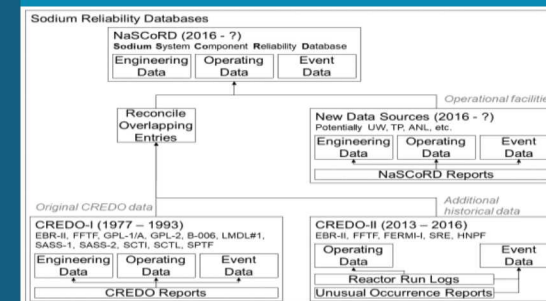 Sodium Reliability Databases
NaSCoRD (2016 - ?)
Sodium System Component Reliability Database
Engineering Data
Operating Data
Event Data
Operational facilitie
Reconcile Overlapping Entries
New Data Sources (2016 - ?)
Potentially UW, TP, ANL, etc.
Engineering Data
Operating Data
Event Data
NaSCoRD Reports
Original CREDO data
Additional historical data
CREDO-I (1977 – 1993)
EBR-II, FFTF, GPL-1/A, GPL-2, B-006, LMDL#1,
SASS-1, SASS-2, SCTI, SCTL, SPTF
Engineering Data
Operating Data
Event Data
CREDO Reports
CREDO-II (2013 – 2016)
EBR-II, FFTF, FERMI-I, SRE, HNPF
Operating Data
Event Data
Reactor Run Logs
Unusual Occurrence Reports